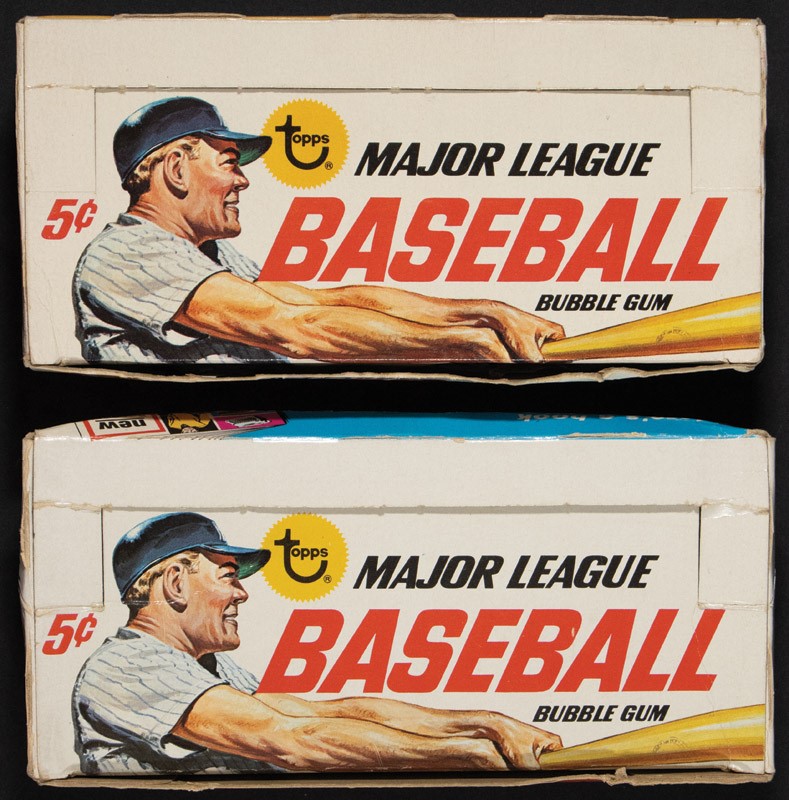 topps
®
MAJOR LEAGUE
5¢
BASEBALL
BUBBLE GUM
new
topps
®
MAJOR LEAGUE
5¢
BASEBALL
BUBBLE GUM